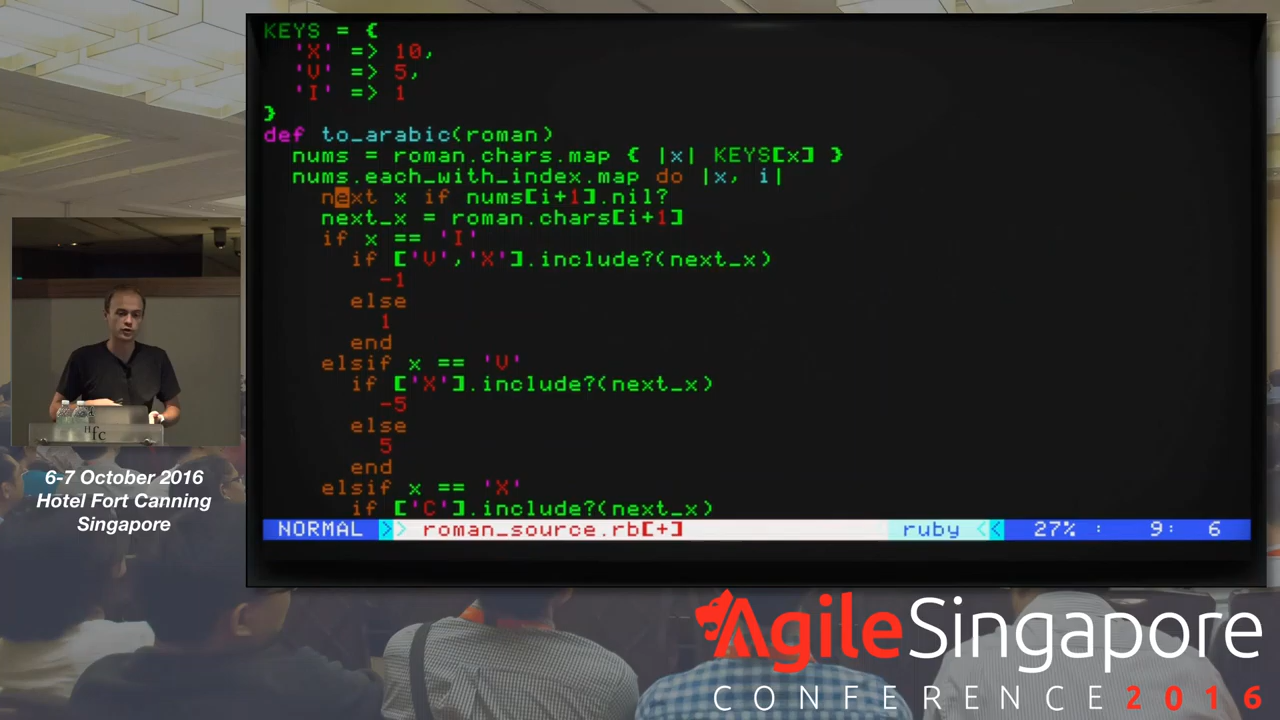 KEYS = {
'X' => 10,
'V' => 5,
'I' => 1
}
def to_arabic(roman)
nums = roman.chars.map { |x| KEYS[x] }
nums.each_with_index.map do |x, i|
next x if nums[i+1].nil?
next_x = roman.chars[i+1]
if x == 'I'
if ['V','X'].include?(next_x)
-1
else
1
end
elsif x == 'V'
if ['X'].include?(next_x)
-5
else
5
end
elsif x == 'X'
if ['C'].include?(next_x)
NORMAL >> roman_source.rb[+] ruby << 27% : 9: 6
fc
6-7 October 2016
Hotel Fort Canning
Singapore
AgileSingapore
CONFERENCE 2016